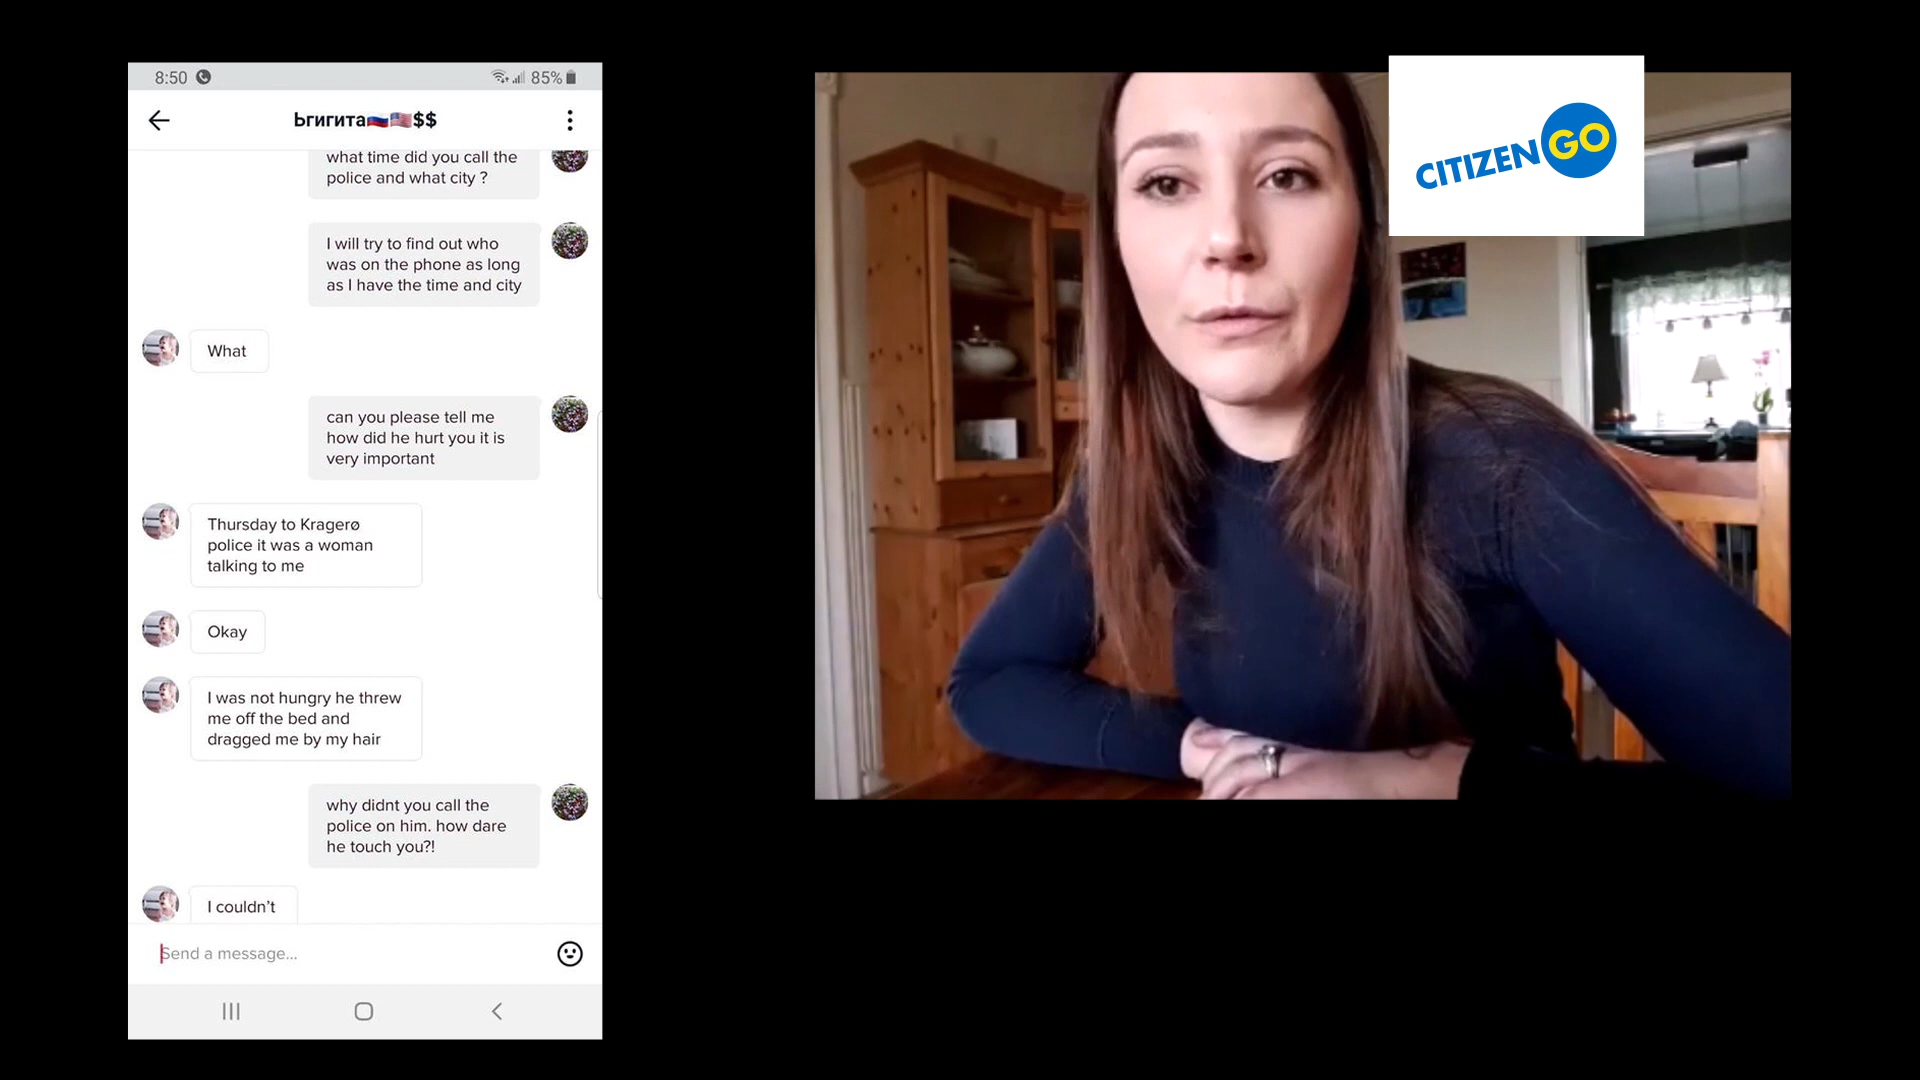 8:50
85%
Ьгигита🇷🇺🇺🇸$$
what time did you call the
police and what city ?
I will try to find out who
was on the phone as long
as I have the time and city
What
can you please tell me
how did he hurt you it is
very important
Thursday to Kragerø
police it was a woman
talking to me
Okay
I was not hungry he threw
me off the bed and
dragged me by my hair
why didnt you call the
police on him. how dare
he touch you?!
I couldn't
Send a message...
CITIZENGO